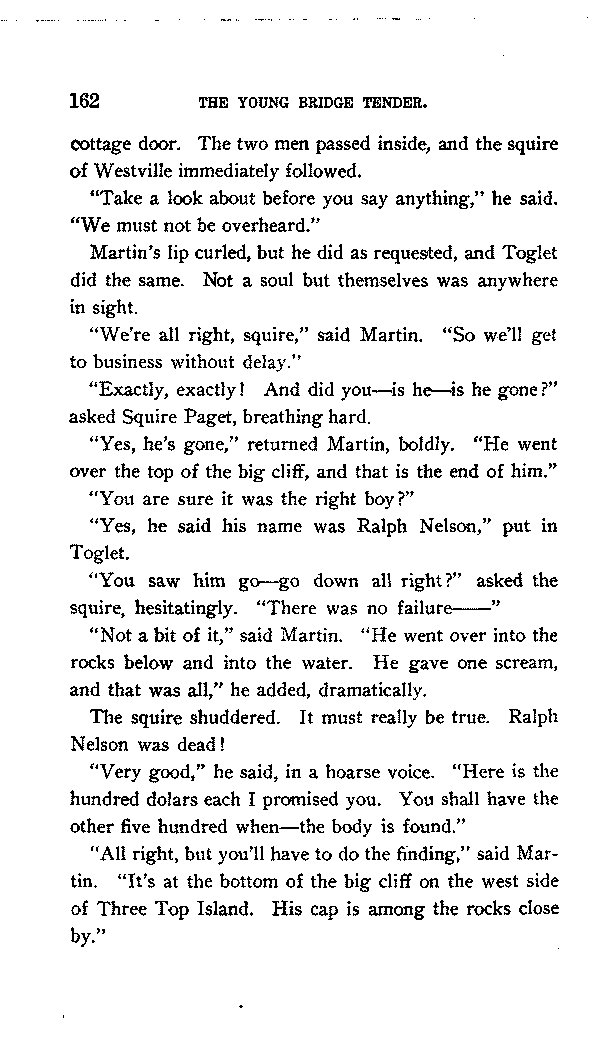 162 THE YOUNG BRIDGE TENDER.
cottage door. The two men passed inside, and the squire
of Westville immediately followed.
"Take a look about before you say anything," he said.
"We must not be overheard."
Martin's lip curled, but he did as requested, and Toglet
did the same. Not a soul but themselves was anywhere
in sight.
"We're all right, squire," said Martin. "So we'll get
to business without delay."
"Exactly, exactly! And did you—is he—is he gone?"
asked Squire Paget, breathing hard.
"Yes, he's gone," returned Martin, boldly. "He went
over the top of the big cliff, and that is the end of him."
"You are sure it was the right boy?"
"Yes, he said his name was Ralph Nelson," put in
Toglet.
"You saw him go—go down all right?" asked the
squire, hesitatingly. "There was no failure——"
"Not a bit of it," said Martin. "He went over into the
rocks below and into the water. He gave one scream,
and that was all," he added, dramatically.
The squire shuddered. It must really be true. Ralph
Nelson was dead!
"Very good," he said, in a hoarse voice. "Here is the
hundred dolars each I promised you. You shall have the
other five hundred when—the body is found."
"All right, but you'll have to do the finding," said Mar-
tin. "It's at the bottom of the big cliff on the west side
of Three Top Island. His cap is among the rocks close
by."